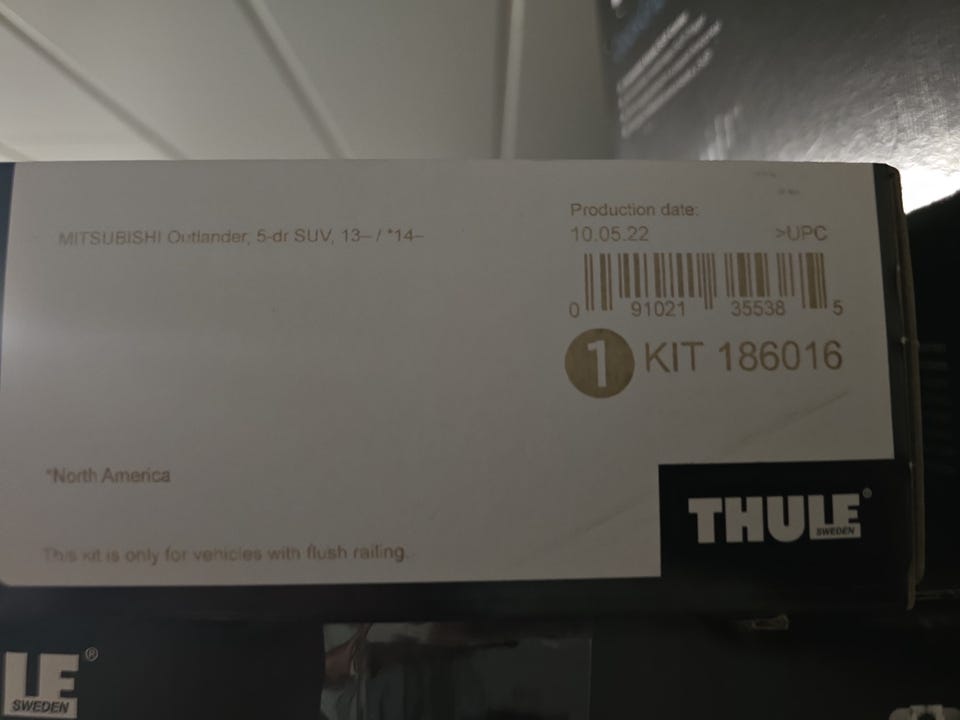 MITSUBISHI Outlander, 5-dr SUV, 13– / *14–
Production date:
10.05.22 >UPC
0 91021 35538 5
1 KIT 186016
*North America
This kit is only for vehicles with flush railing.
THULE®
SWEDEN
LE®
SWEDEN